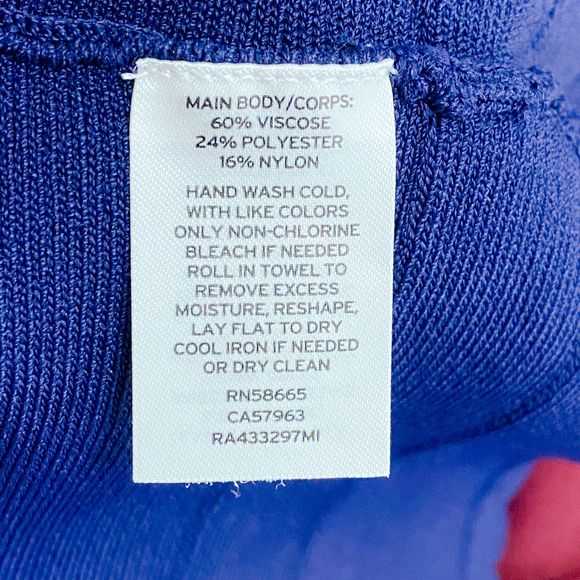 MAIN BODY/CORPS:
60% VISCOSE
24% POLYESTER
16% NYLON
HAND WASH COLD,
WITH LIKE COLORS
ONLY NON-CHLORINE
BLEACH IF NEEDED
ROLL IN TOWEL TO
REMOVE EXCESS
MOISTURE, RESHAPE,
LAY FLAT TO DRY
COOL IRON IF NEEDED
OR DRY CLEAN
RN58665
CA57963
RA433297MI